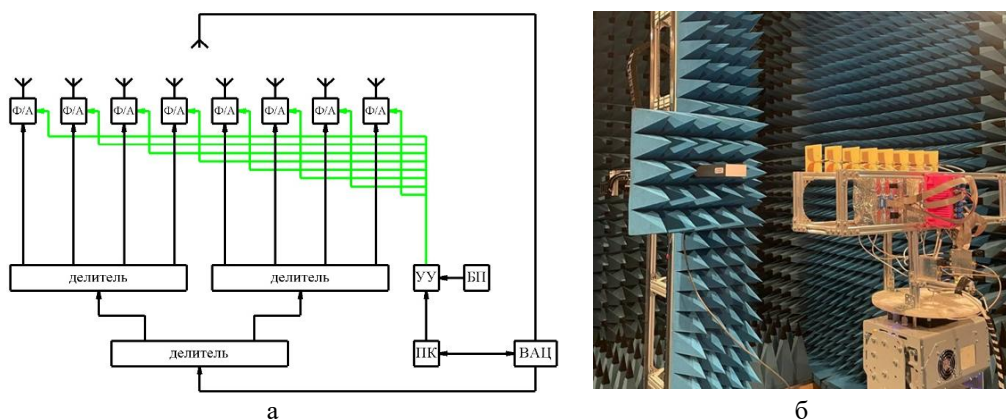 Ф/А Ф/А Ф/А Ф/А Ф/А Ф/А Ф/А Ф/А
делитель делитель УУ БП
делитель ПК ВАЦ
а б